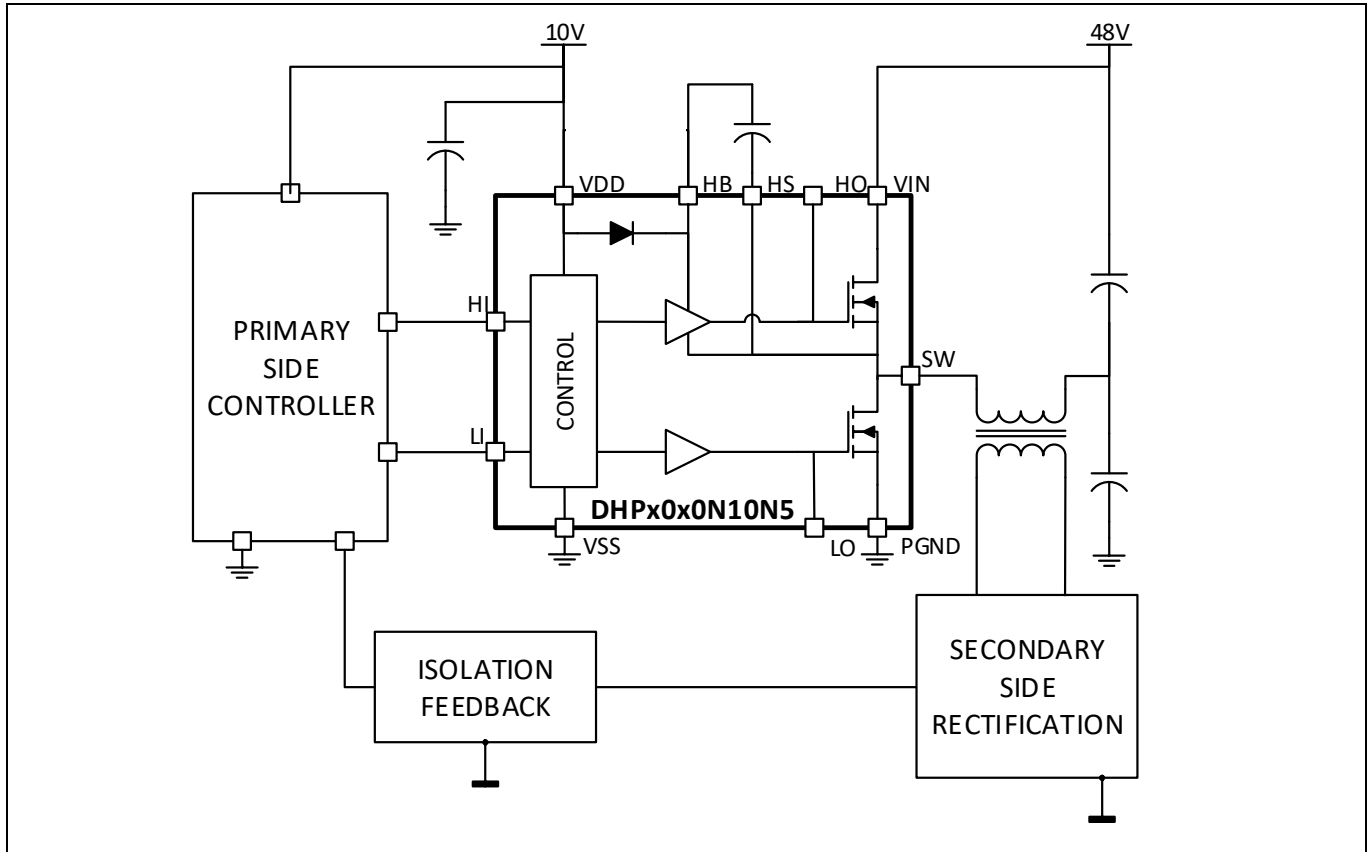 10V
48V
VDD
HB
HS
HO
VIN
HI
PRIMARY
SIDE
CONTROLLER
CONTROL
SW
LI
DHPx0x0N10N5
VSS
LO
PGND
ISOLATION
FEEDBACK
SECONDARY
SIDE
RECTIFICATION